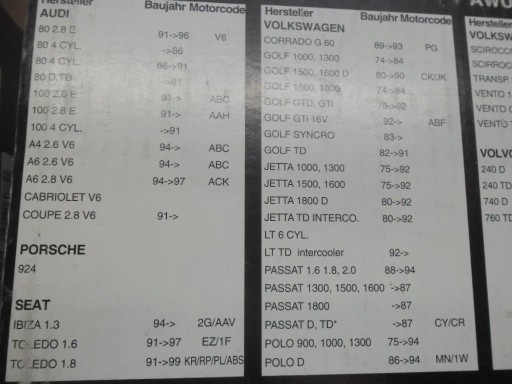 Hersteller Baujahr Motorcode
AUDI
80 2.8 E 91->96 V6
80 4 CYL. ->86
80 4 CYL. 86->91
80 D,TD ->91
100 2.8 E 91-> ABC
100 2.8 E 91-> AAH
100 4 CYL. ->91
A4 2.6 V6 94-> ABC
A6 2.6 V6 94-> ABC
A6 2.8 V6 94->97 ACK
CABRIOLET V6
COUPE 2.8 V6 91->
PORSCHE
924
SEAT
IBIZA 1.3 94-> 2G/AAV
TOLEDO 1.6 91->97 EZ/1F
TOLEDO 1.8 91->99 KR/RP/PL/ABS
Hersteller Baujahr Motorcode
VOLKSWAGEN
CORRADO G 60 89->93 PG
GOLF 1000, 1300 74->84
GOLF 1500, 1600 D 80->90 CK/JK
GOLF 1600, 1800 74->84
GOLF GTD, GTI 76->92
GOLF GTI 16V 92-> ABF
GOLF SYNCRO 83->
GOLF TD 82->91
JETTA 1000, 1300 75->92
JETTA 1500, 1600 75->92
JETTA 1800 D 80->92
JETTA TD INTERCO. 80->92
LT 6 CYL.
LT TD intercooler 92->
PASSAT 1.6 1.8, 2.0 88->94
PASSAT 1300, 1500, 1600 ->87
PASSAT 1800 ->87
PASSAT D, TD* ->87 CY/CR
POLO 900, 1000, 1300 75->94
POLO D 86->94 MN/1W
Hersteller
VOLKSW
SCIROCC
SCIRROC
TRANSP.
VENTO 1
VENTO
VENTO
VOLV
240 D
240 TD
740 D
760 TD